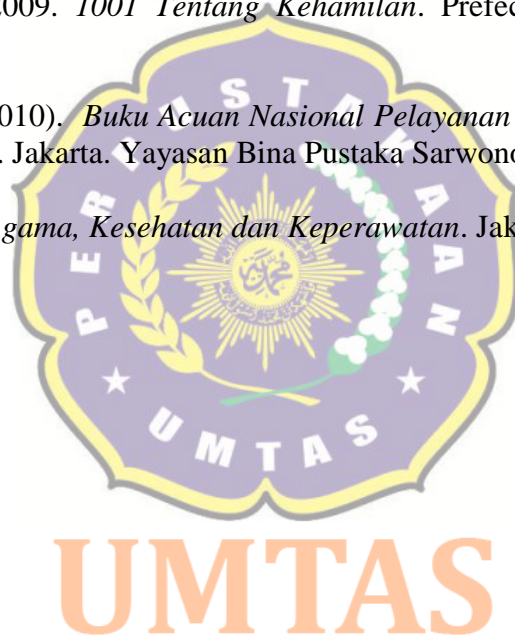 2009. 1001 Tentang Kehamilan. Prefec
010). Buku Acuan Nasional Pelayanan
. Jakarta. Yayasan Bina Pustaka Sarwono
gama, Kesehatan dan Keperawatan. Jak
PERPUSTAKAAN
UMTAS
UMTAS